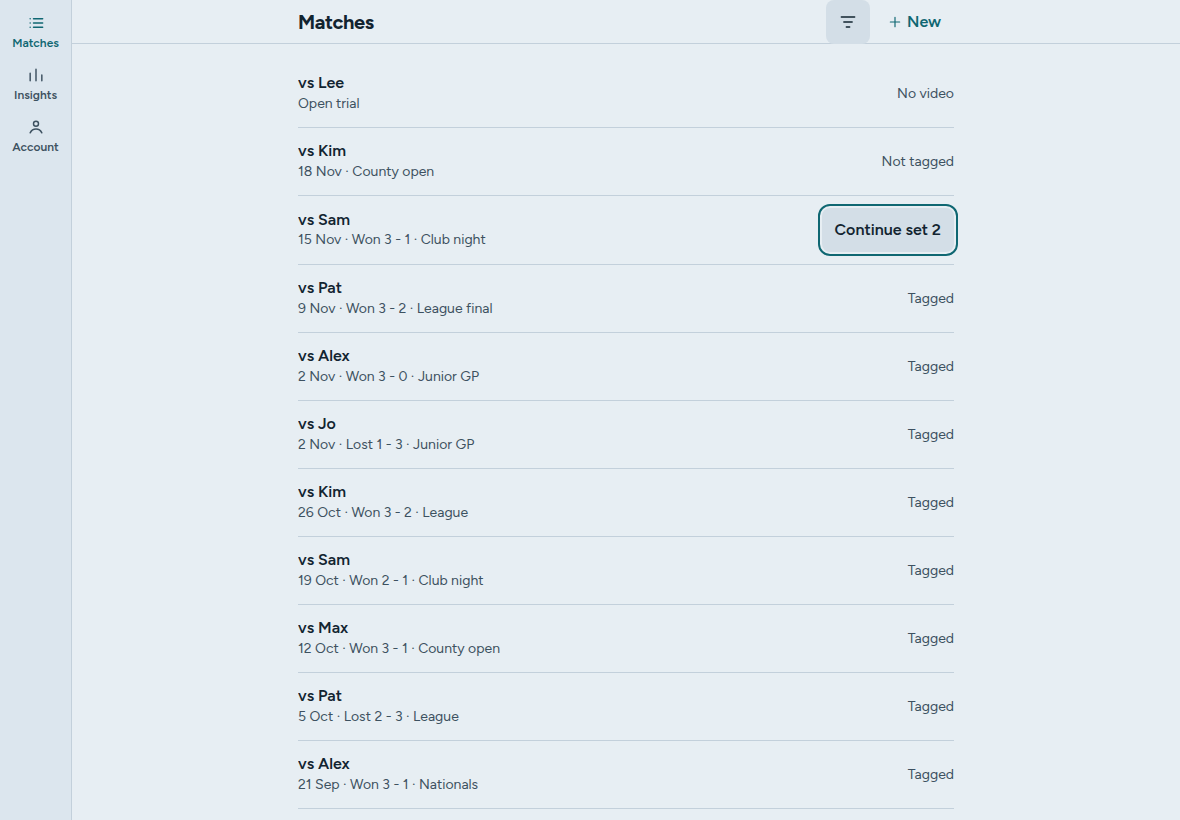 Matches
Insights
Account
Matches
+ New
vs Lee
Open trial
No video
vs Kim
18 Nov · County open
Not tagged
vs Sam
15 Nov · Won 3 - 1 · Club night
Continue set 2
vs Pat
9 Nov · Won 3 - 2 · League final
Tagged
vs Alex
2 Nov · Won 3 - 0 · Junior GP
Tagged
vs Jo
2 Nov · Lost 1 - 3 · Junior GP
Tagged
vs Kim
26 Oct · Won 3 - 2 · League
Tagged
vs Sam
19 Oct · Won 2 - 1 · Club night
Tagged
vs Max
12 Oct · Won 3 - 1 · County open
Tagged
vs Pat
5 Oct · Lost 2 - 3 · League
Tagged
vs Alex
21 Sep · Won 3 - 1 · Nationals
Tagged